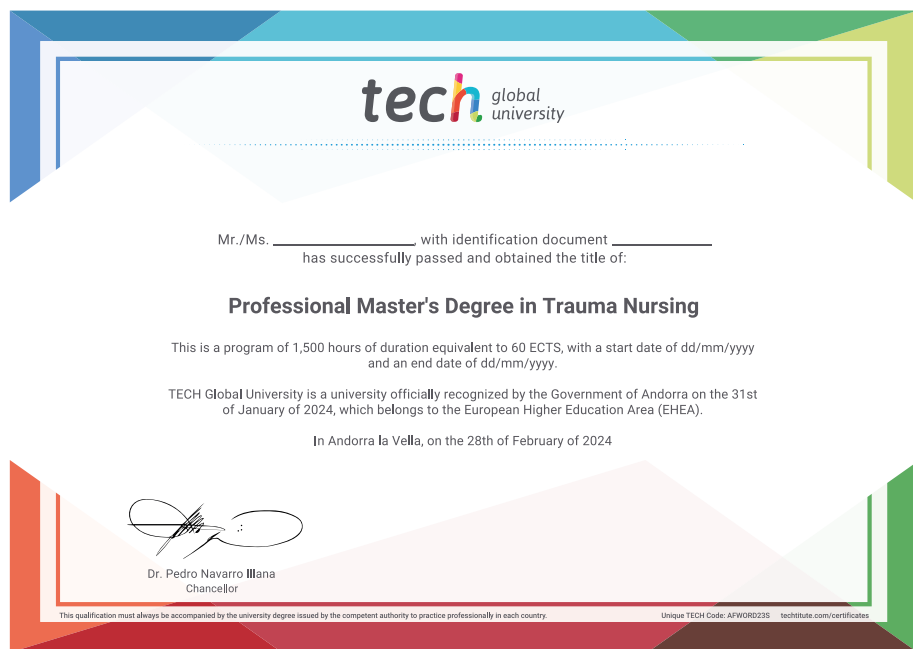 tech global
university
Mr./Ms. ____________, with identification document ____________
has successfully passed and obtained the title of:
Professional Master's Degree in Trauma Nursing
This is a program of 1,500 hours of duration equivalent to 60 ECTS, with a start date of dd/mm/yyyy
and an end date of dd/mm/yyyy.
TECH Global University is a university officially recognized by the Government of Andorra on the 31st
of January of 2024, which belongs to the European Higher Education Area (EHEA).
In Andorra la Vella, on the 28th of February of 2024
Dr. Pedro Navarro Illana
Chancellor
This qualification must always be accompanied by the university degree issued by the competent authority to practice professionally in each country.
Unique TECH Code: AFWORD23S techtitute.com/certificates